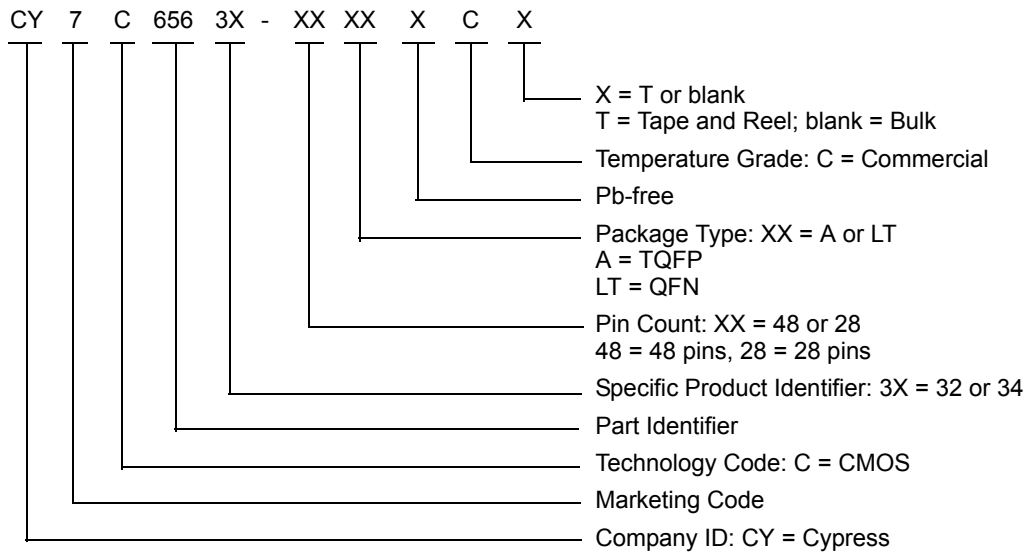 CY 7 C 656 3X - XX XX X C X
X = T or blank
T = Tape and Reel; blank = Bulk
Temperature Grade: C = Commercial
Pb-free
Package Type: XX = A or LT
A = TQFP
LT = QFN
Pin Count: XX = 48 or 28
48 = 48 pins, 28 = 28 pins
Specific Product Identifier: 3X = 32 or 34
Part Identifier
Technology Code: C = CMOS
Marketing Code
Company ID: CY = Cypress